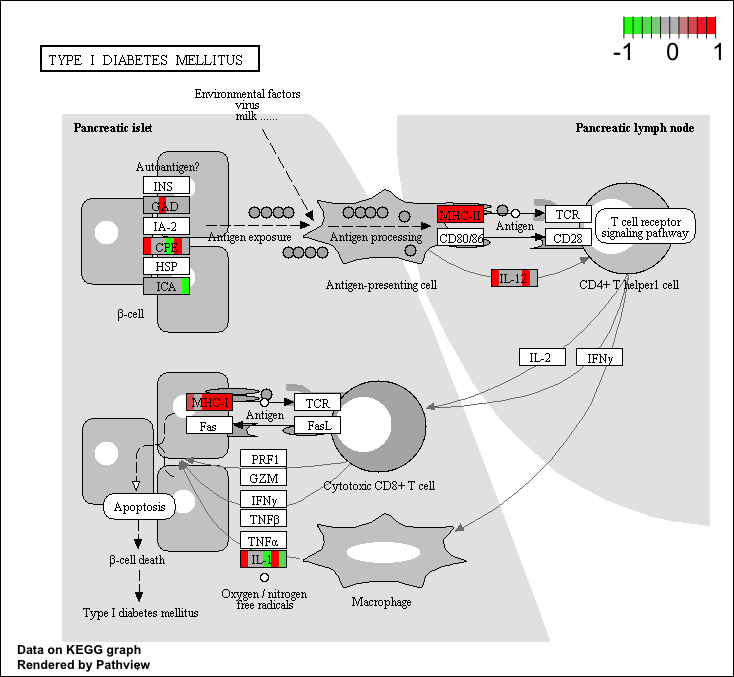 -1 0 1
TYPE I DIABETES MELLITUS
Environmental factors
virus
milk ......
Pancreatic islet
Pancreatic lymph node
Autoantigen?
INS
GAD
IA-2
CPE
HSP
ICA
β-cell
Antigen exposure
Antigen processing
MHC-II
CD80/86
Antigen
TCR
CD28
T cell receptor
signaling pathway
IL-12
Antigen-presenting cell
CD4+ T helper1 cell
IL-2
IFNγ
MHC-I
Fas
Antigen
TCR
FasL
PRF1
GZM
IFNγ
TNFβ
TNFα
IL-1
Cytotoxic CD8+ T cell
Apoptosis
β-cell death
Type I diabetes mellitus
Oxygen / nitrogen
free radicals
Macrophage
Data on KEGG graph
Rendered by Pathview